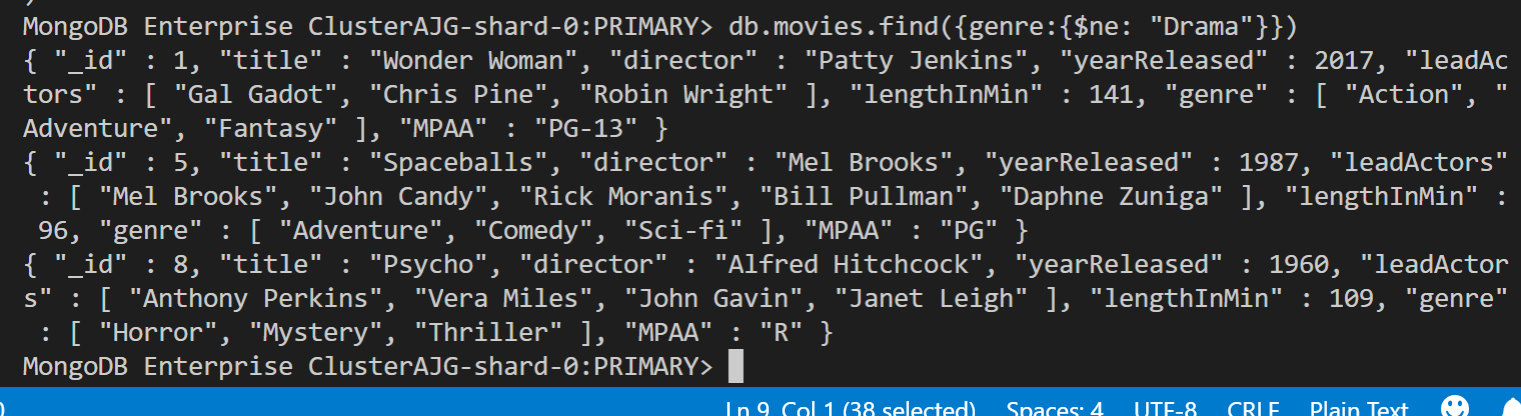 MongoDB Enterprise ClusterAJG-shard-0:PRIMARY> db.movies.find({genre:{$ne: "Drama"}})
{ "_id" : 1, "title" : "Wonder Woman", "director" : "Patty Jenkins", "yearReleased" : 2017, "leadAc
tors" : [ "Gal Gadot", "Chris Pine", "Robin Wright" ], "lengthInMin" : 141, "genre" : [ "Action", "
Adventure", "Fantasy" ], "MPAA" : "PG-13" }
{ "_id" : 5, "title" : "Spaceballs", "director" : "Mel Brooks", "yearReleased" : 1987, "leadActors"
 : [ "Mel Brooks", "John Candy", "Rick Moranis", "Bill Pullman", "Daphne Zuniga" ], "lengthInMin" :
 96, "genre" : [ "Adventure", "Comedy", "Sci-fi" ], "MPAA" : "PG" }
{ "_id" : 8, "title" : "Psycho", "director" : "Alfred Hitchcock", "yearReleased" : 1960, "leadActor
s" : [ "Anthony Perkins", "Vera Miles", "John Gavin", "Janet Leigh" ], "lengthInMin" : 109, "genre"
 : [ "Horror", "Mystery", "Thriller" ], "MPAA" : "R" }
MongoDB Enterprise ClusterAJG-shard-0:PRIMARY>
Ln 9, Col 1 (38 selected) Spaces: 4 UTF-8 CRLF Plain Text